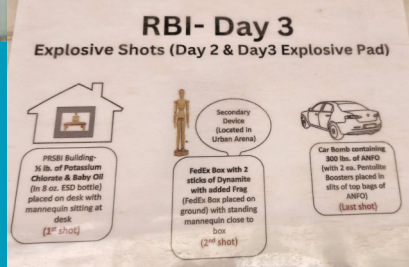 RBI- Day 3
Explosive Shots (Day 2 & Day3 Explosive Pad)
PRSBI Building-
½ lb. of Potassium
Chlorate & Baby Oil
(In 8 oz. ESD bottle)
placed on desk with
mannequin sitting at
desk
(1st shot)
Secondary
Device
(Located in
Urban Arena)
FedEx Box with 2
sticks of Dynamite
with added Frag
(FedEx Box placed on
ground) with standing
mannequin close to
box
(2nd shot)
Car Bomb containing
300 lbs. of ANFO
(with 2 ea. Pentolite
Boosters placed in
slits of top bags of
ANFO)
(Last shot)